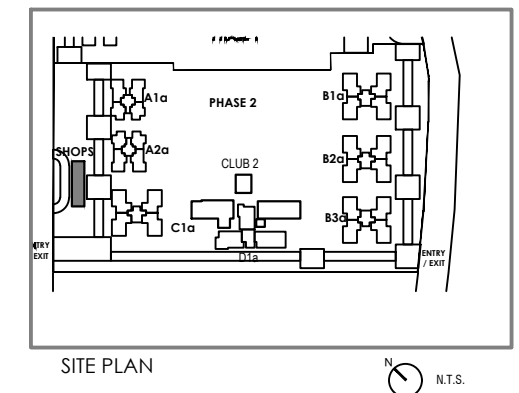 A1a
PHASE 2
B1a
SHOPS
A2a
CLUB 2
B2a
C1a
B3a
D1a
EXIT
ENTRY
/ EXIT
SITE PLAN
N
N.T.S.